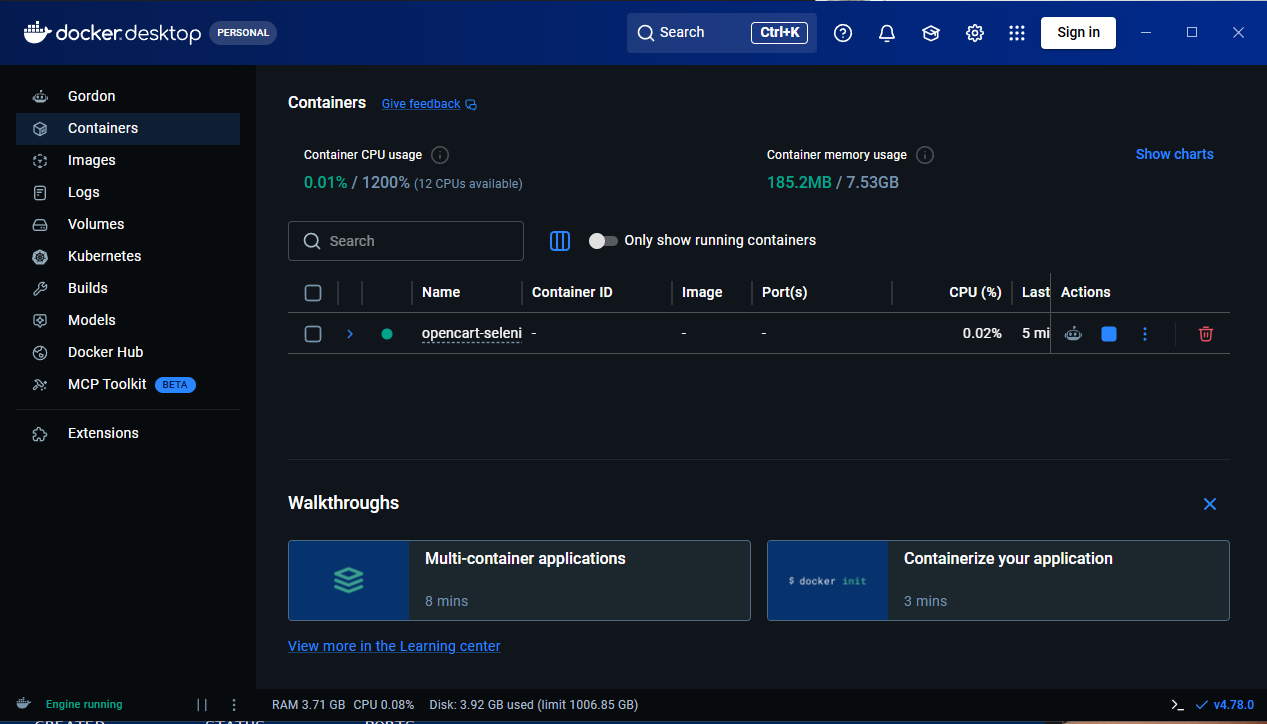 docker.desktop PERSONAL Search Ctrl+K Sign in
Gordon
Containers
Images
Logs
Volumes
Kubernetes
Builds
Models
Docker Hub
MCP Toolkit BETA
Extensions
Containers Give feedback
Container CPU usage
0.01% / 1200% (12 CPUs available)
Container memory usage
185.2MB / 7.53GB
Show charts
Search Only show running containers
Name Container ID Image Port(s) CPU (%) Last Actions
opencart-seleni - - - 0.02% 5 mi
Walkthroughs
Multi-container applications
8 mins
$ docker init
Containerize your application
3 mins
View more in the Learning center
Engine running RAM 3.71 GB CPU 0.08% Disk: 3.92 GB used (limit 1006.85 GB) v4.78.0
CREATED STATUS PORTS